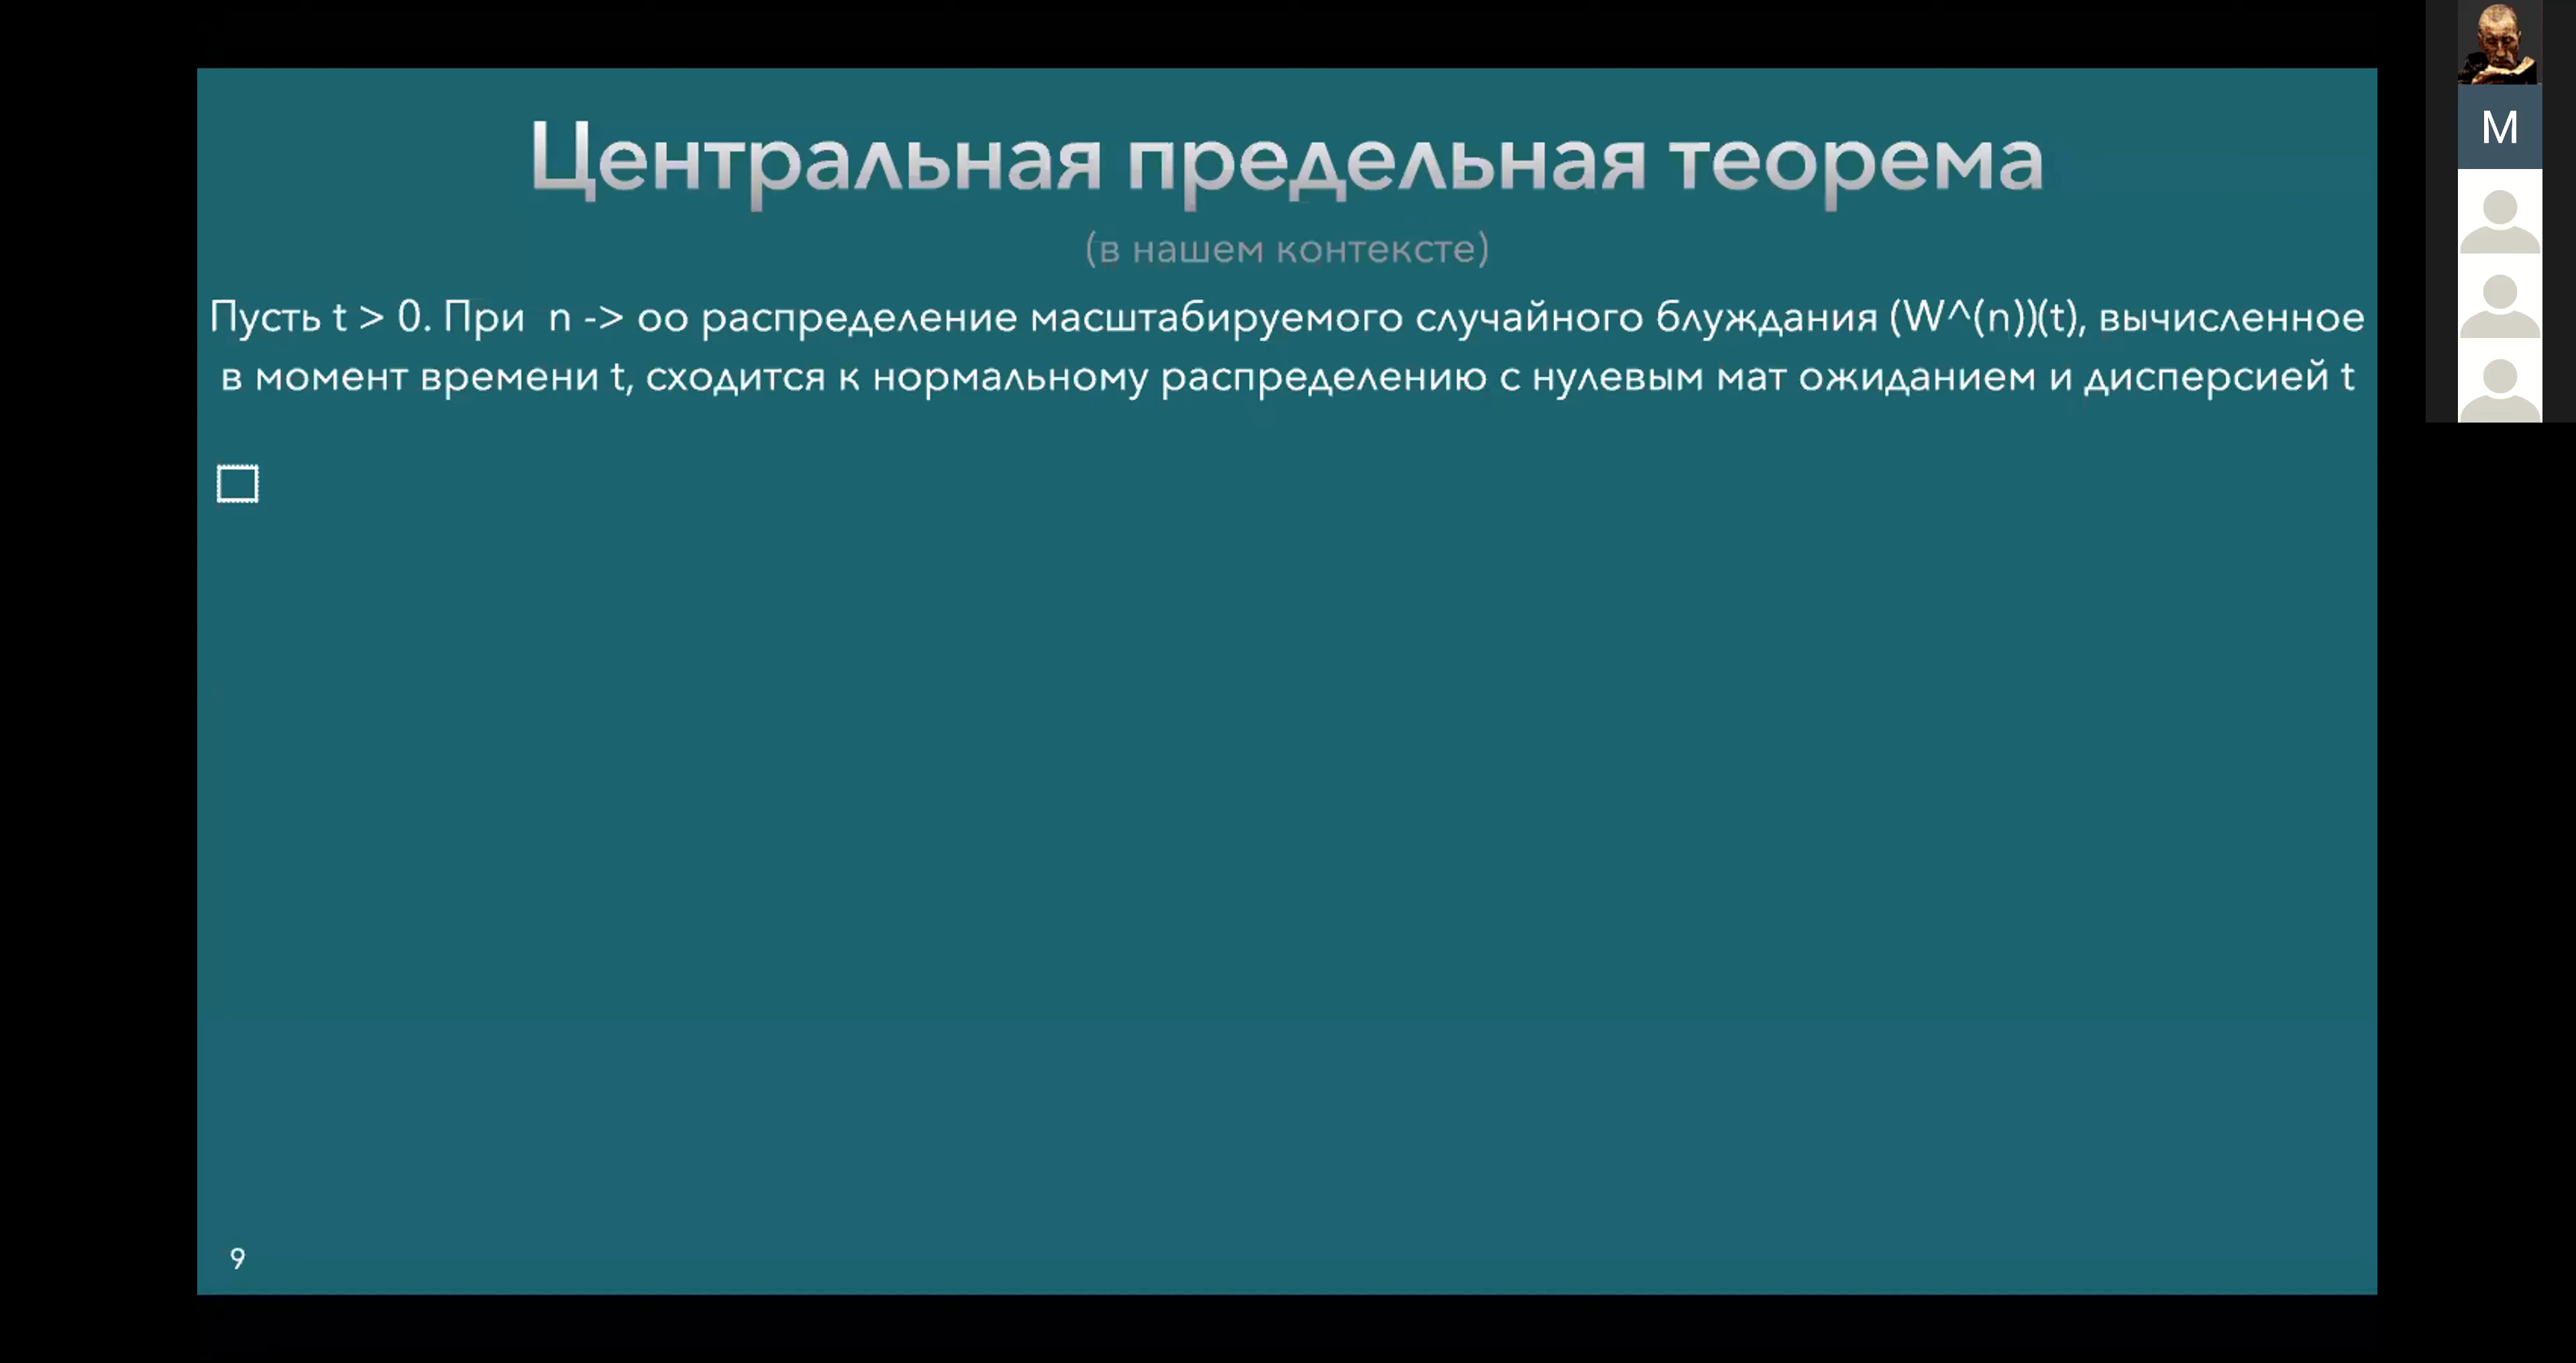 Центральная предельная теорема
(в нашем контексте)
Пусть t > 0. При n -> oo распределение масштабируемого случайного блуждания (W^(n))(t), вычисленное
в момент времени t, сходится к нормальному распределению с нулевым мат ожиданием и дисперсией t
9
M